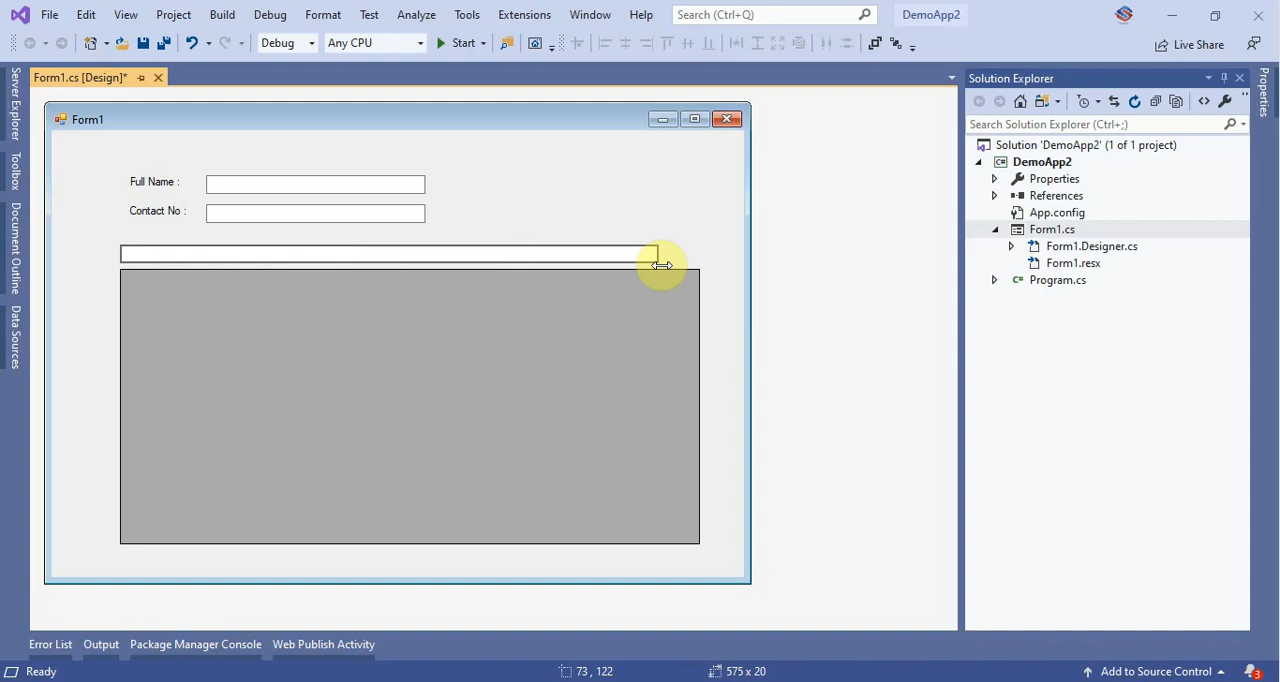 File Edit View Project Build Debug Format Test Analyze Tools Extensions Window Help Search (Ctrl+Q) DemoApp2
Debug Any CPU Start Live Share
Form1.cs [Design]*
Server Explorer
Toolbox
Document Outline
Data Sources
Form1
Full Name :
Contact No :
Solution Explorer
Search Solution Explorer (Ctrl+;)
Solution 'DemoApp2' (1 of 1 project)
DemoApp2
Properties
References
App.config
Form1.cs
Form1.Designer.cs
Form1.resx
Program.cs
Properties
Error List Output Package Manager Console Web Publish Activity
Ready 73 , 122 575 x 20 Add to Source Control 3